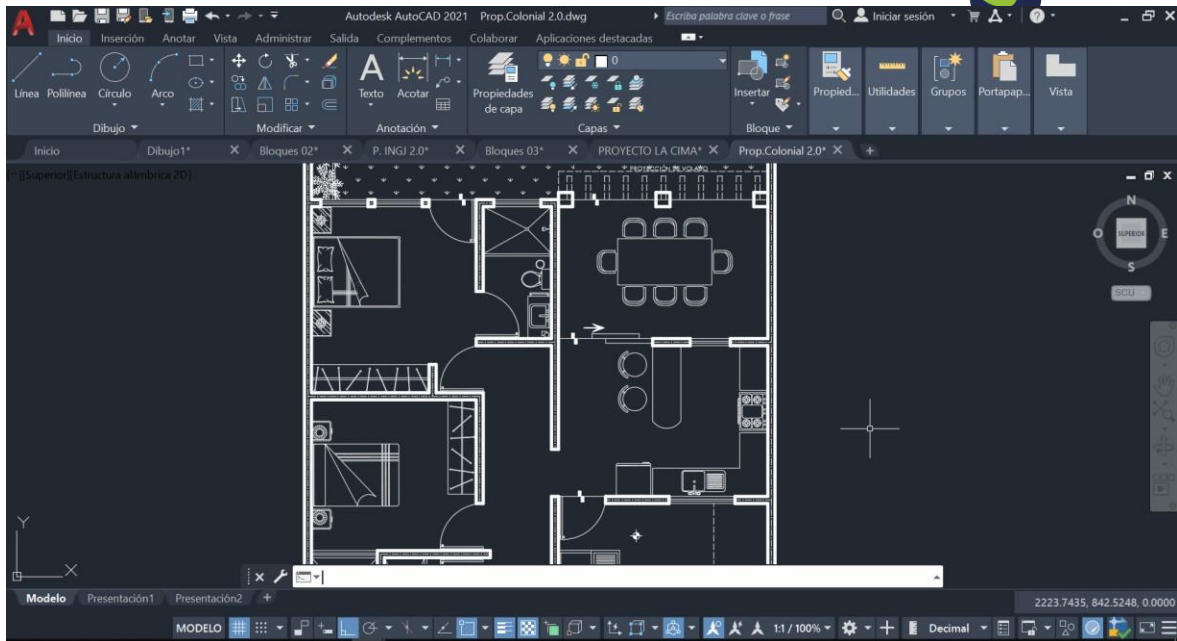 Autodesk AutoCAD 2021 Prop.Colonial 2.0.dwg Escriba palabra clave o frase Iniciar sesión
Inicio Inserción Anotar Vista Administrar Salida Complementos Colaborar Aplicaciones destacadas
0
Línea Polilínea Círculo Arco Texto Acotar Propiedades de capa Insertar Propied... Utilidades Grupos Portapap... Vista
Dibujo Modificar Anotación Capas Bloque
Inicio Dibujo1* Bloques 02* P. INGJ 2.0* Bloques 03* PROYECTO LA CIMA* Prop.Colonial 2.0*
[-][Superior][Estructura alámbrica 2D]
PROYECCIÓN DE VOLADO
N
O SUPERIOR E
S
SCU
Y
X
Modelo Presentación1 Presentación2 +
2223.7435, 842.5248, 0.0000
MODELO 1:1 / 100% Decimal